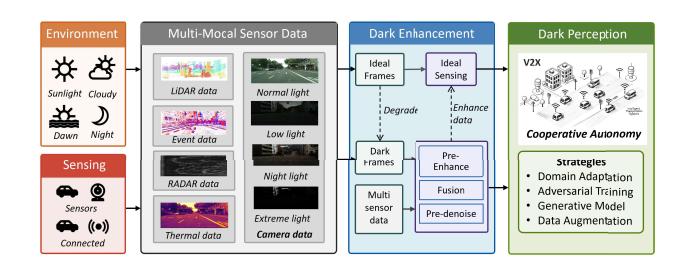 Environment
Sunlight
Cloudy
Dawn
Night
Sensing
Sensors
Connected
Multi-Mocal Sensor Data
LiDAR data
Event data
RADAR data
Thermal data
Normal light
Low light
Night light
Extreme light
Camera data
Dark Enhancement
Ideal
Frames
Ideal
Sensing
Degrade
Enhance
data
Dark
Frames
Multi
sensor
data
Pre-
Enhance
Fusion
Pre-denoise
Dark Perception
V2X
Cooperative Autonomy
Strategies
• Domain Adaptation
• Adversarial Training
• Generative Model
• Data Augmentation